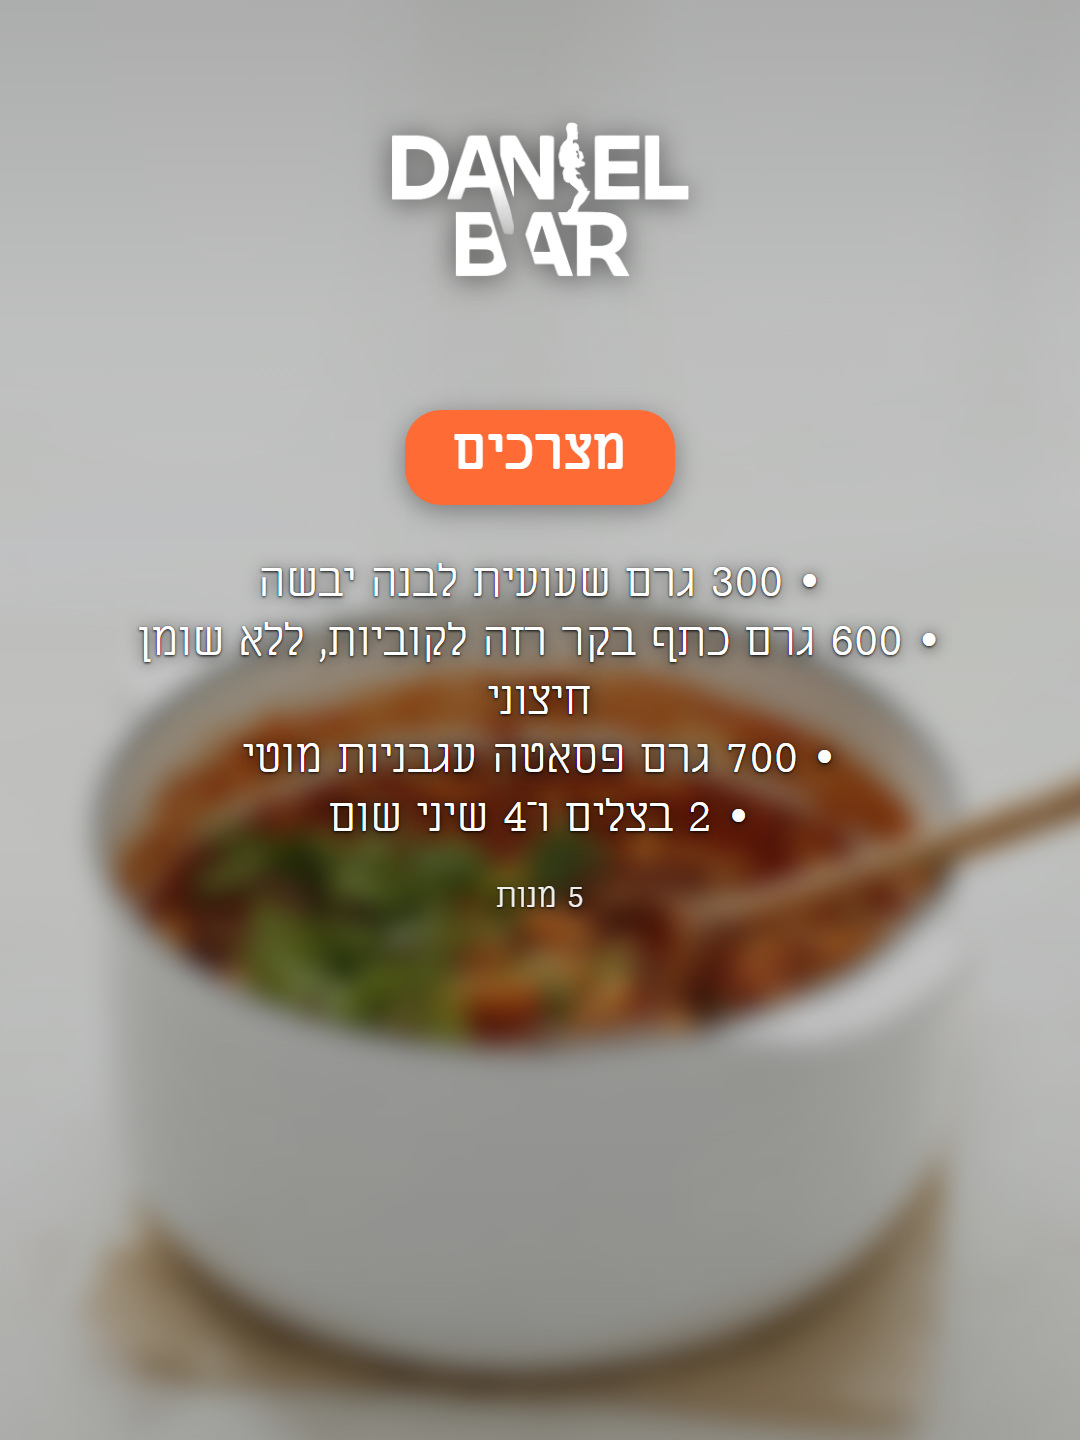 DANIEL
BAR
מצרכים
• 300 גרם שעועית לבנה יבשה
• 600 גרם כתף בקר רזה לקוביות, ללא שומן
חיצוני
• 700 גרם פסאטה עגבניות מוטי
• 2 בצלים ו־4 שיני שום
5 מנות